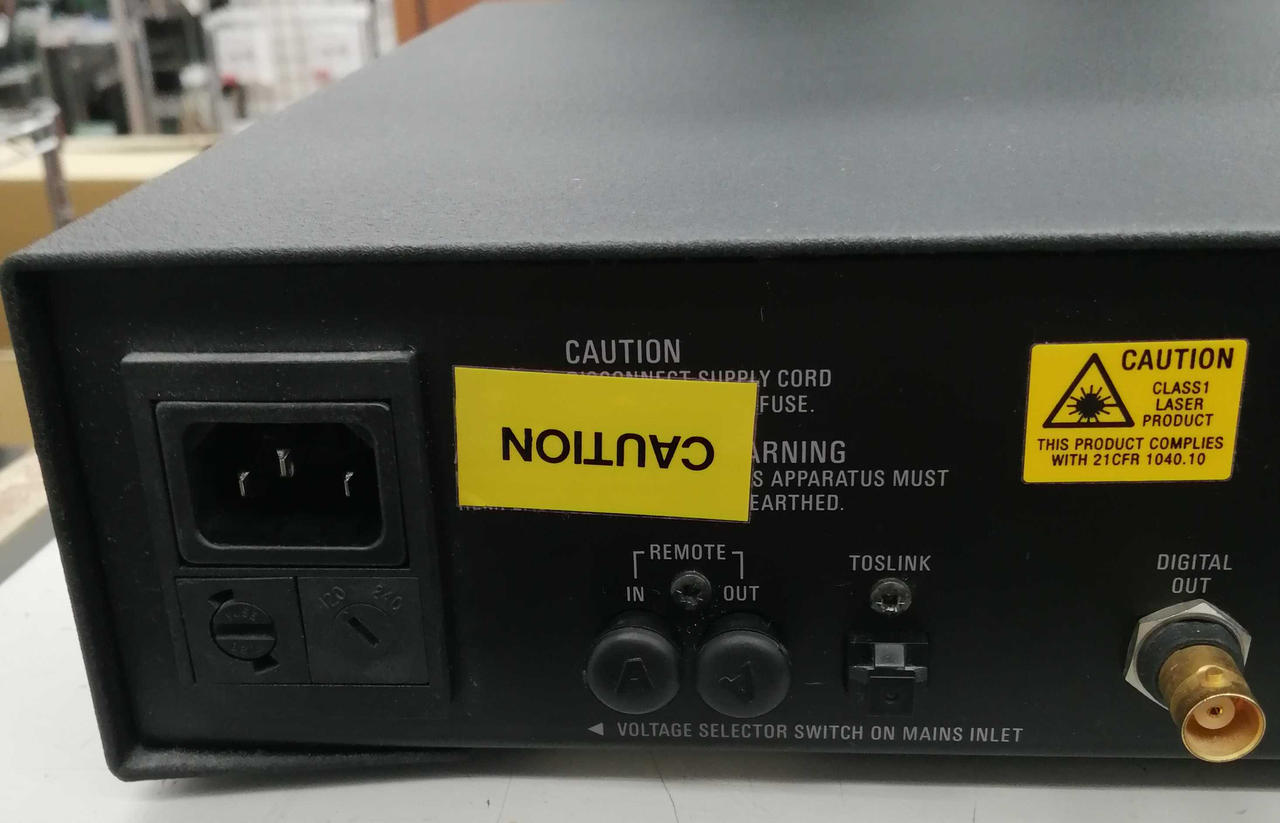 CAUTION
DISCONNECT SUPPLY CORD
FUSE.
CAUTION
WARNING
APPARATUS MUST
EARTHED.
CAUTION
CLASS1
LASER
PRODUCT
THIS PRODUCT COMPLIES
WITH 21CFR 1040.10
REMOTE
IN OUT
TOSLINK
DIGITAL
OUT
120 240
VOLTAGE SELECTOR SWITCH ON MAINS INLET